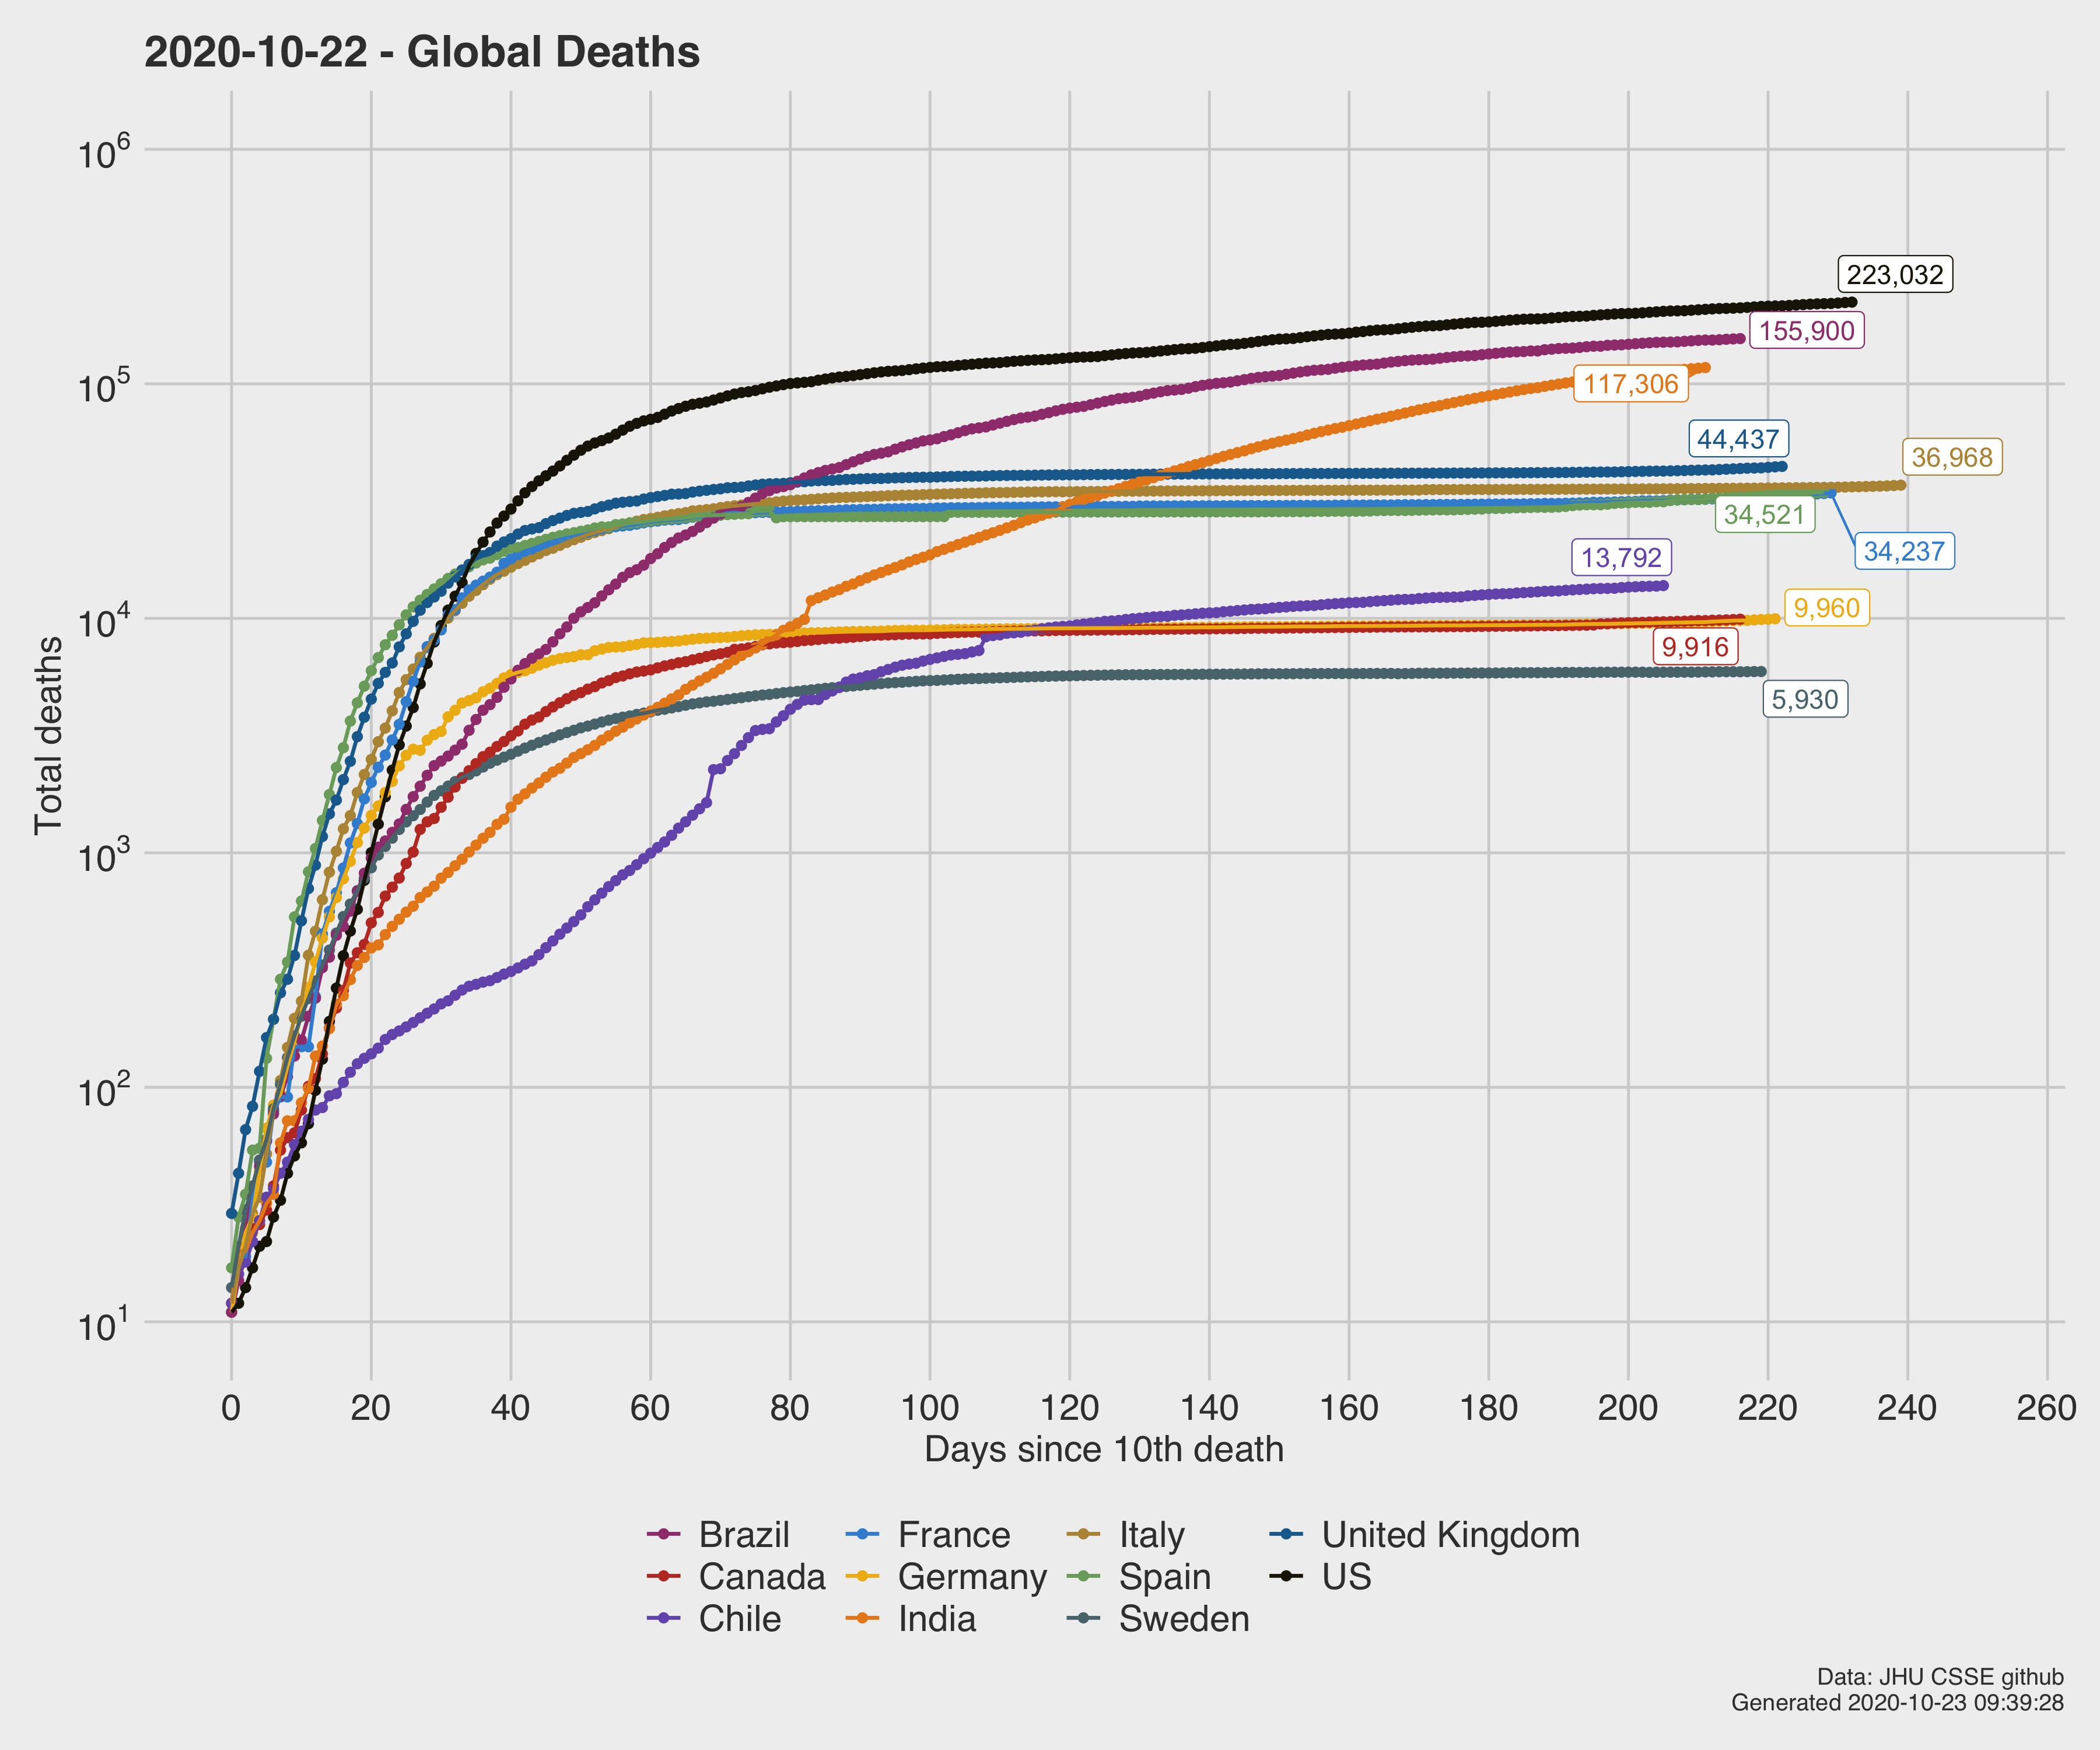 2020-10-22 - Global Deaths
10^6
10^5
10^4
10^3
10^2
10^1
Total deaths
223,032
155,900
117,306
44,437
36,968
34,521
34,237
13,792
9,960
9,916
5,930
0 20 40 60 80 100 120 140 160 180 200 220 240 260
Days since 10th death
Brazil France Italy United Kingdom
Canada Germany Spain US
Chile India Sweden
Data: JHU CSSE github
Generated 2020-10-23 09:39:28